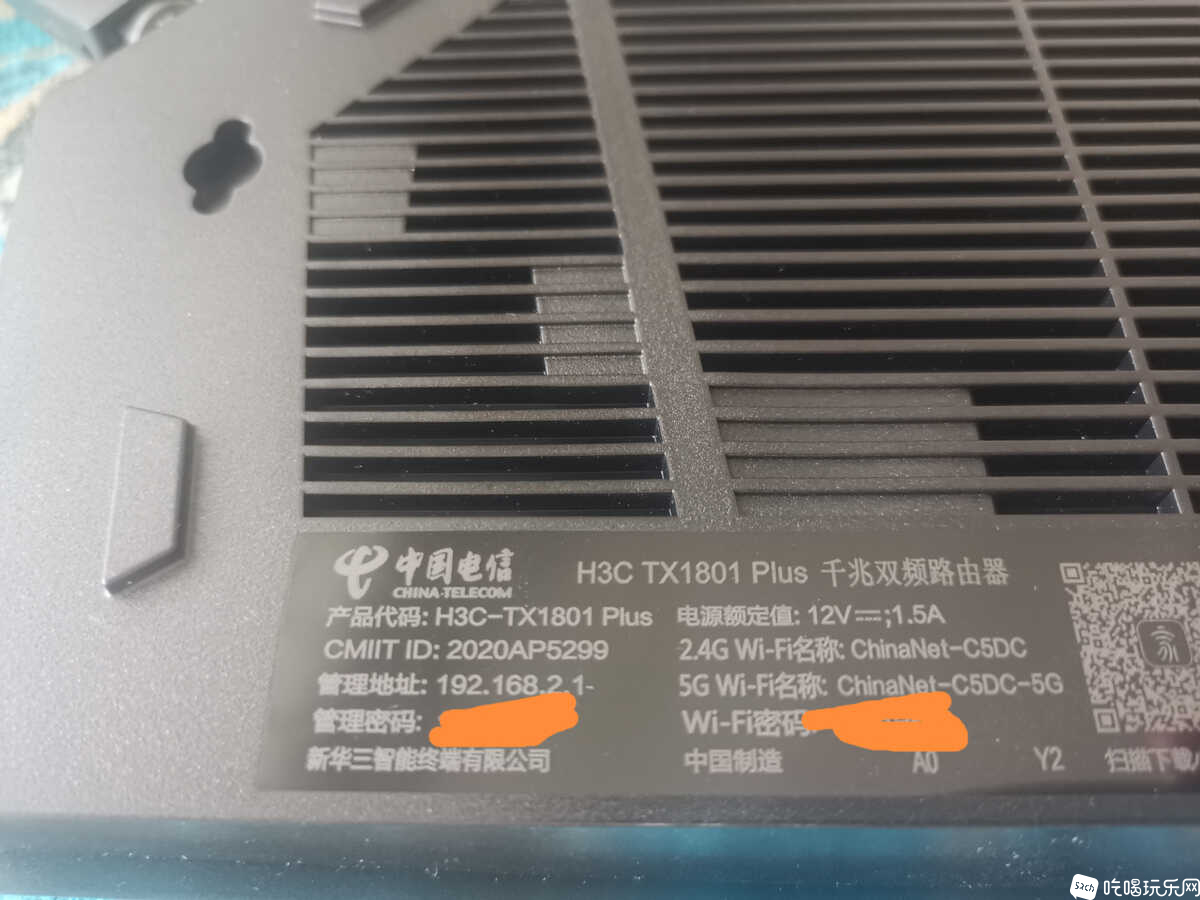 中国电信
CHINA TELECOM
H3C TX1801 Plus 千兆双频路由器
产品代码: H3C-TX1801 Plus
电源额定值: 12V⎓;1.5A
CMIIT ID: 2020AP5299
2.4G Wi-Fi名称: ChinaNet-C5DC
管理地址: 192.168.2.1
5G Wi-Fi名称: ChinaNet-C5DC-5G
管理密码:
Wi-Fi密码:
新华三智能终端有限公司
中国制造
A0
Y2
扫描下载
52ch 吃喝玩乐网